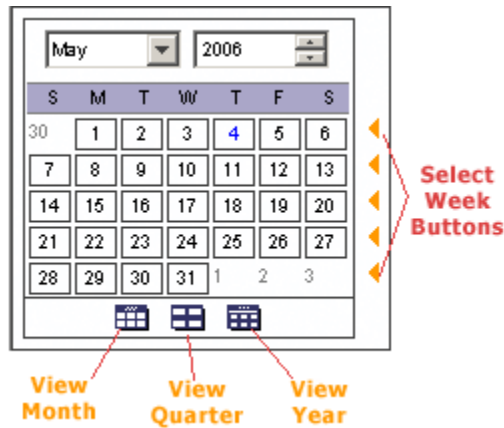 May 2006
S M T W T F S
30 1 2 3 4 5 6
7 8 9 10 11 12 13
14 15 16 17 18 19 20
21 22 23 24 25 26 27
28 29 30 31 1 2 3
Select
Week
Buttons
View
Month
View
Quarter
View
Year